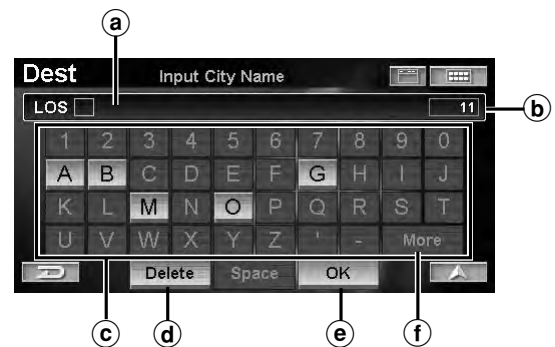 a
Dest Input City Name
LOS 11
b
1 2 3 4 5 6 7 8 9 0
A B C D E F G H I J
K L M N O P Q R S T
U V W X Y Z ' - More
Delete Space OK
c d e f